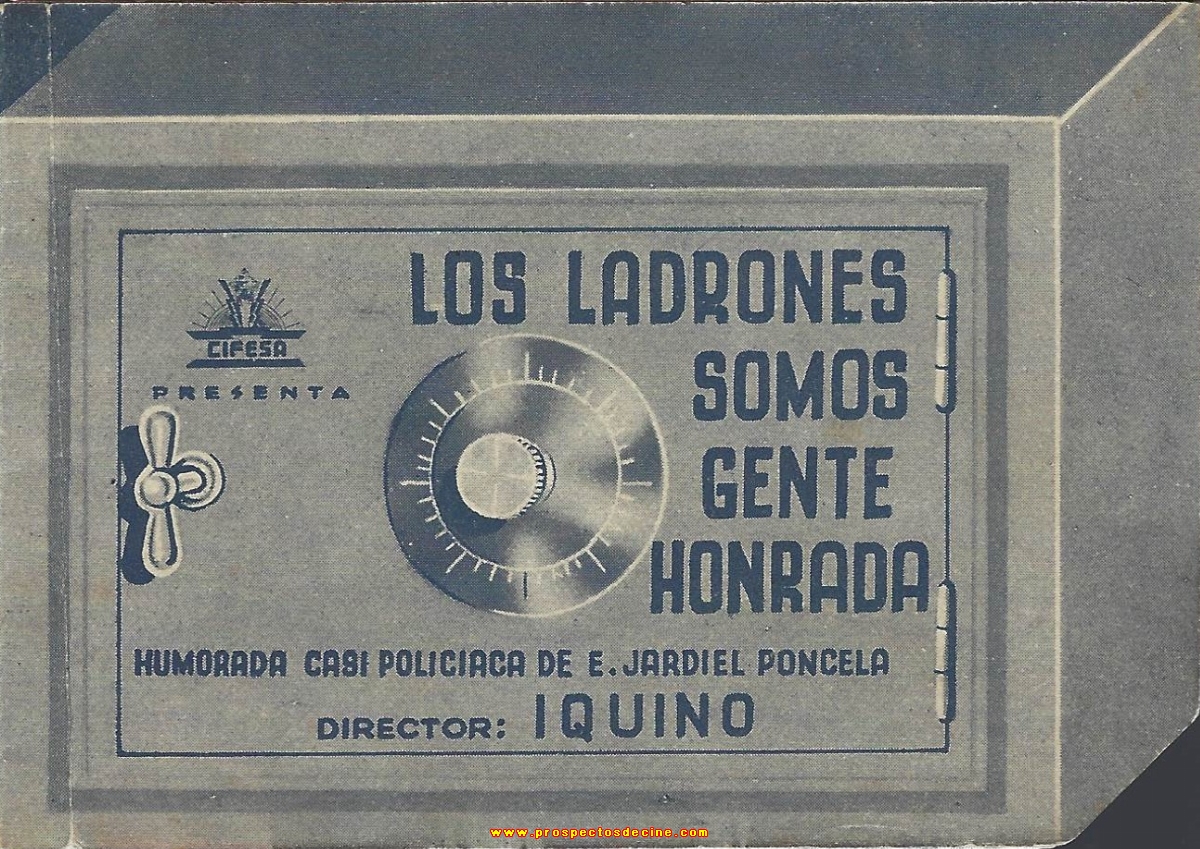 CIFESA
PRESENTA
LOS LADRONES
SOMOS
GENTE
HONRADA
HUMORADA CASI POLICIACA DE E. JARDIEL PONCELA
DIRECTOR: IQUINO
www.prospectosdecine.com